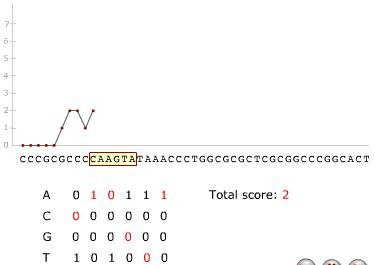 7
6
5
4
3
2
1
0
CCCGCGCCCCAAGTATAAACCCTGGCGCGCTCGCGGCCCGGCACT
A 0 1 0 1 1 1 Total score: 2
C 0 0 0 0 0 0
G 0 0 0 0 0 0
T 1 0 1 0 0 0